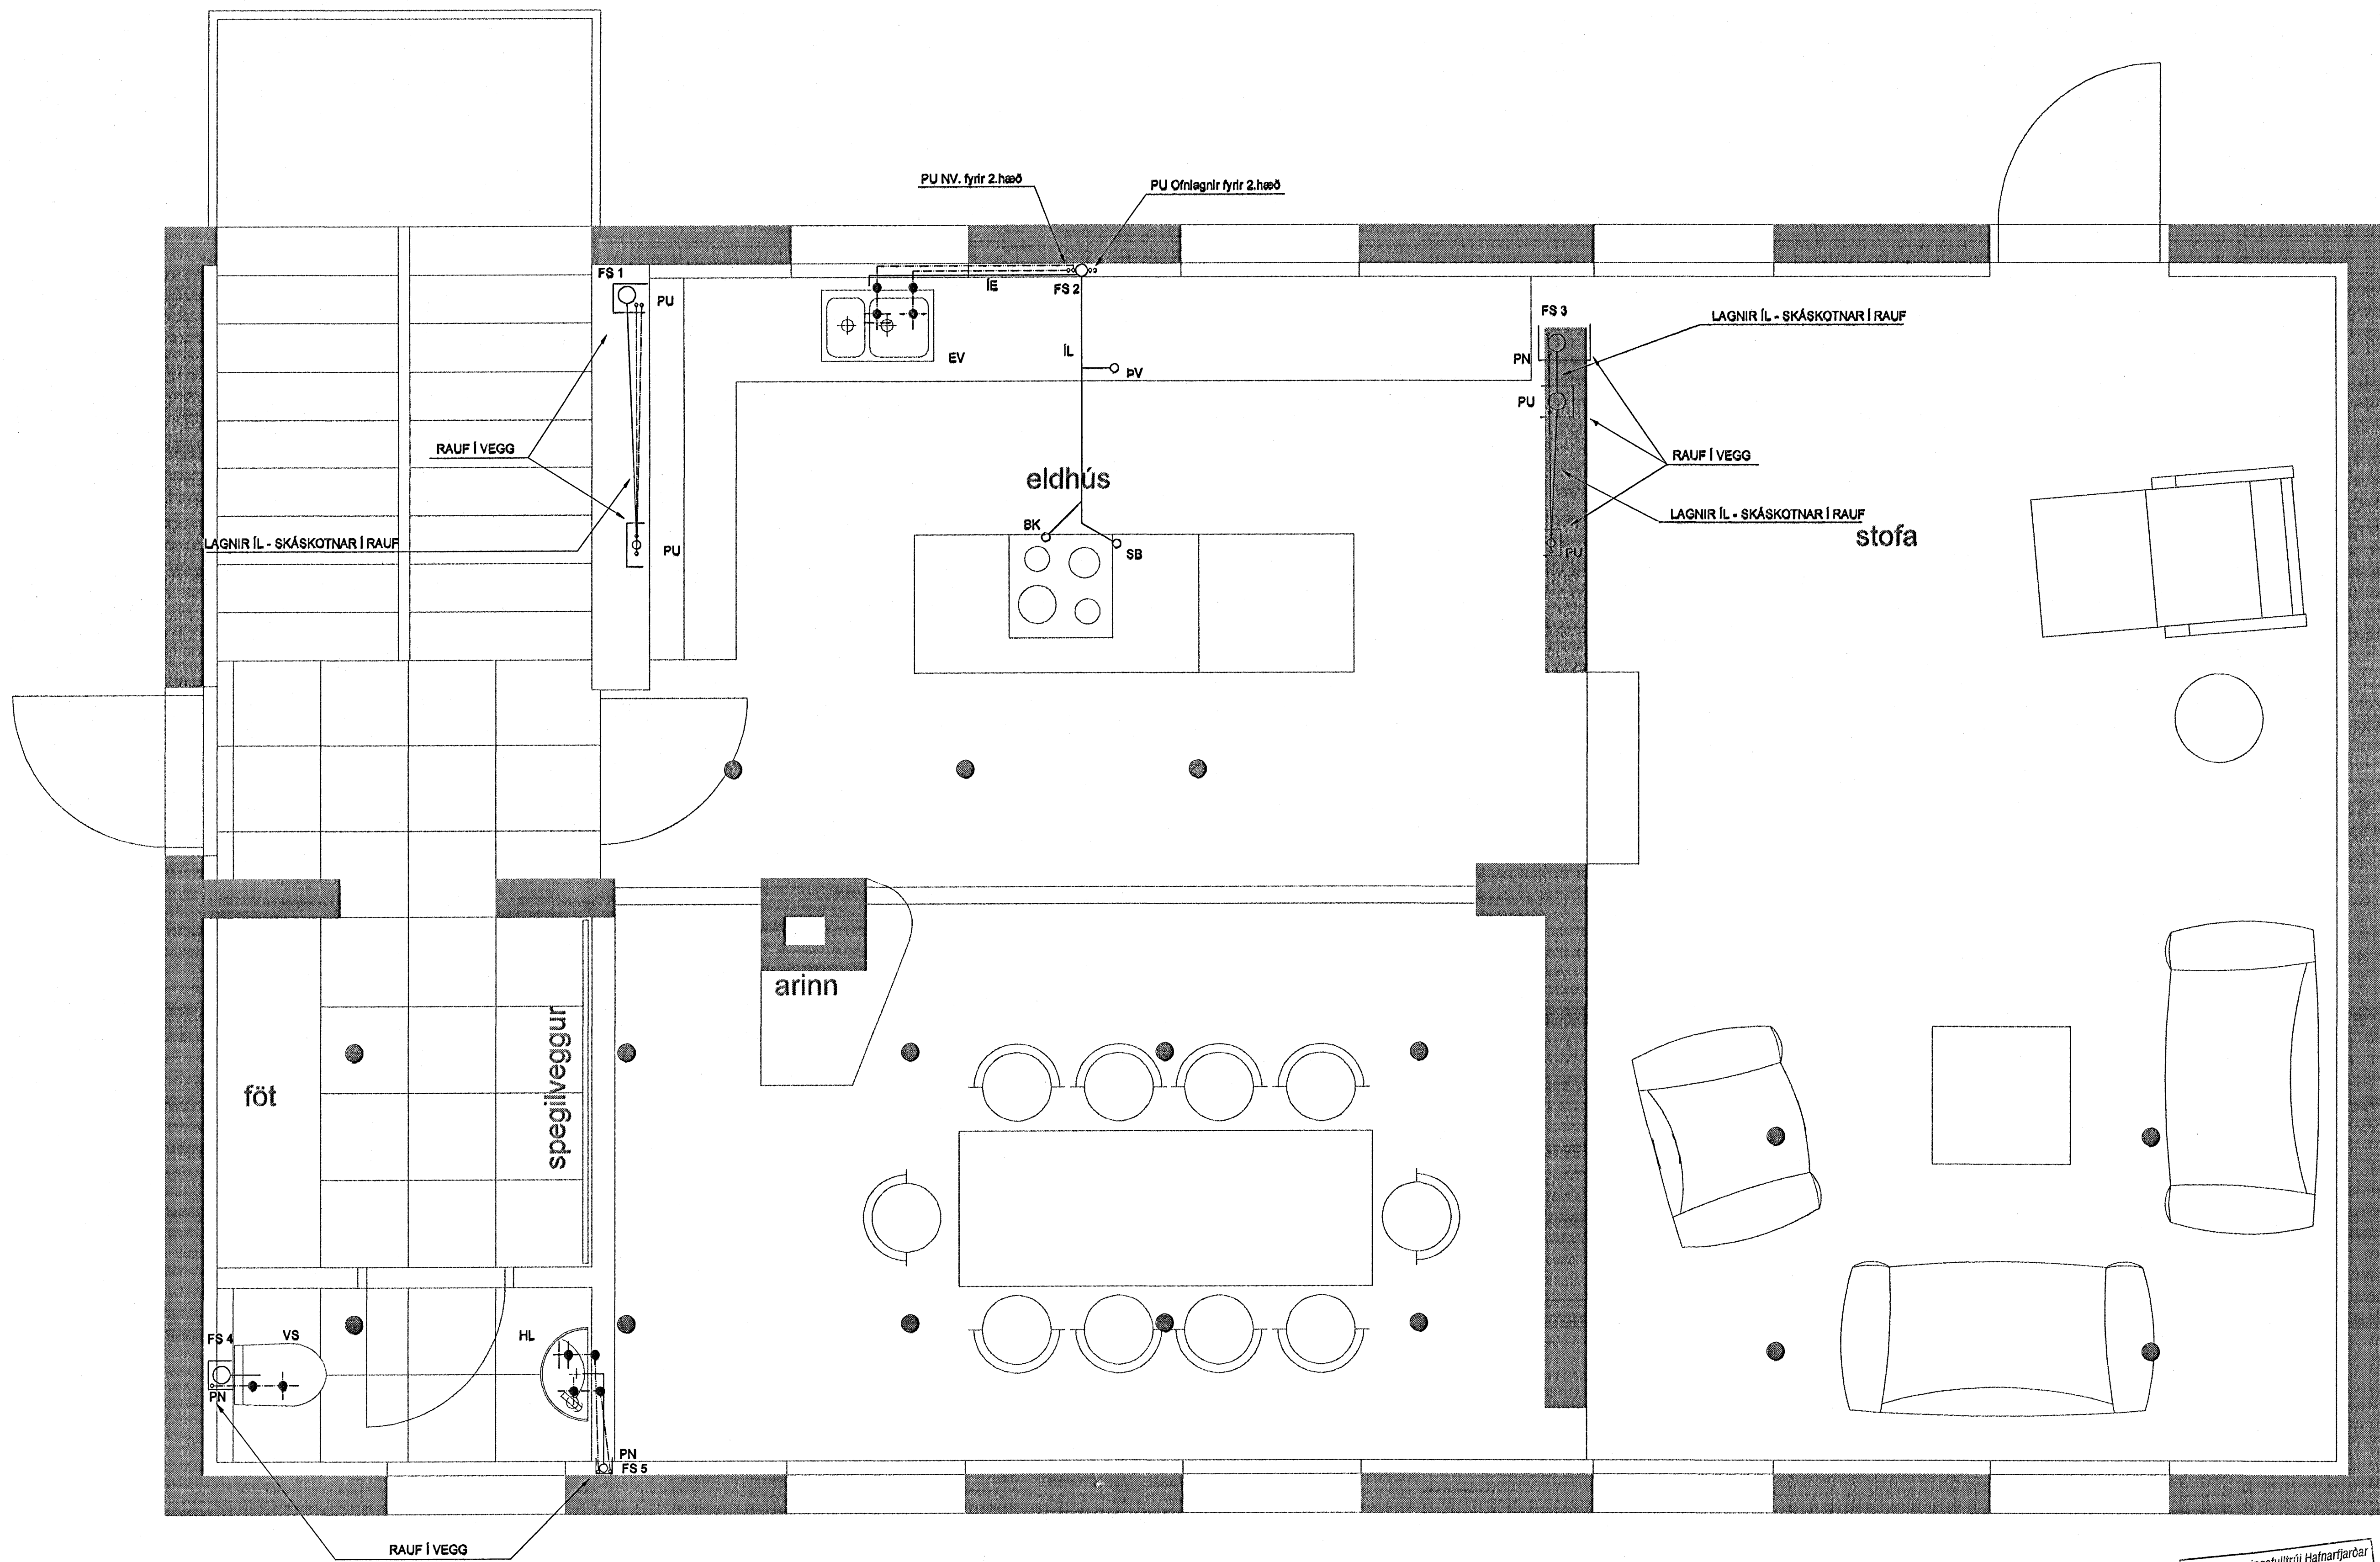 PU NV. fyrir 2.hæð
PU Ofnlagnir fyrir 2.hæð
FS 1
PU
ÍE
FS 2
EV
ÍL
ÞV
FS 3
LAGNIR ÍL - SKÁSKOTNAR Í RAUF
PN
PU
RAUF Í VEGG
RAUF Í VEGG
eldhús
LAGNIR ÍL - SKÁSKOTNAR Í RAUF
BK
SB
LAGNIR ÍL - SKÁSKOTNAR Í RAUF
PU
PU
stofa
arinn
föt
spegilveggur
FS 4
VS
HL
PN
PN
FS 5
RAUF Í VEGG
Hafnarfjarðar